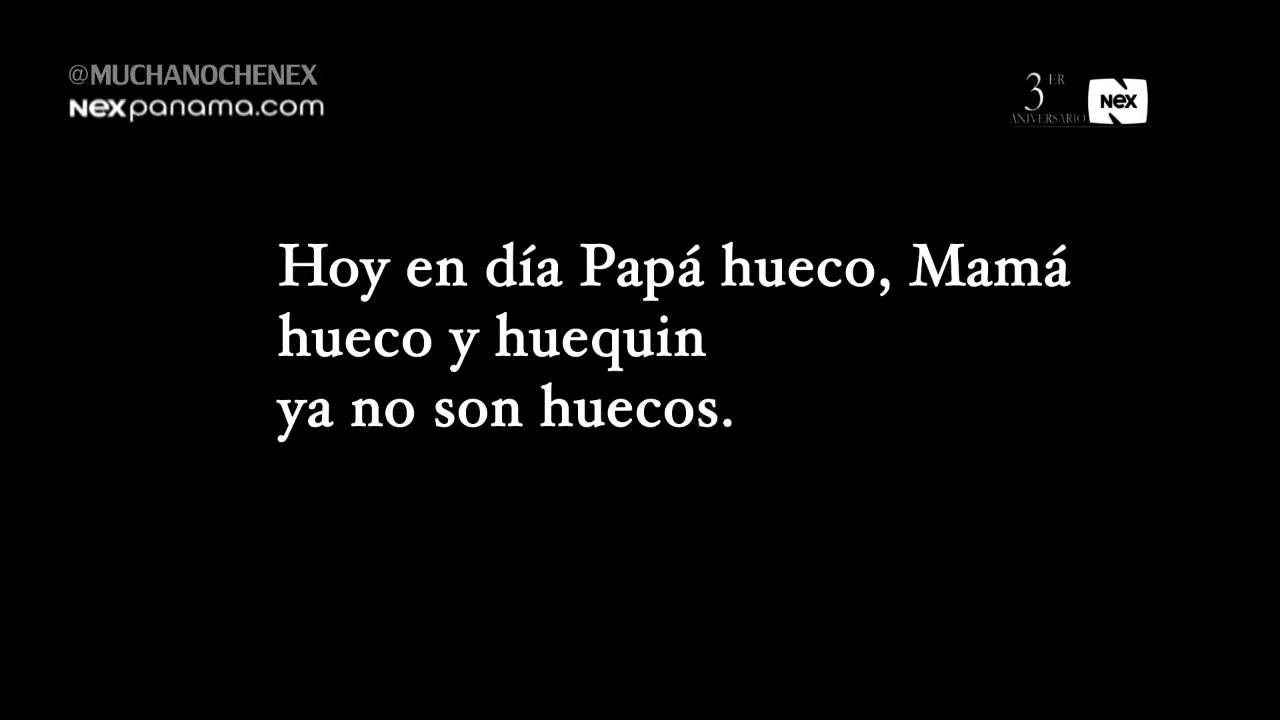 @MUCHANOCHENEX
NEXpanama.com
3ER
ANIVERSARIO
NEX
Hoy en día Papá hueco, Mamá
hueco y huequin
ya no son huecos.